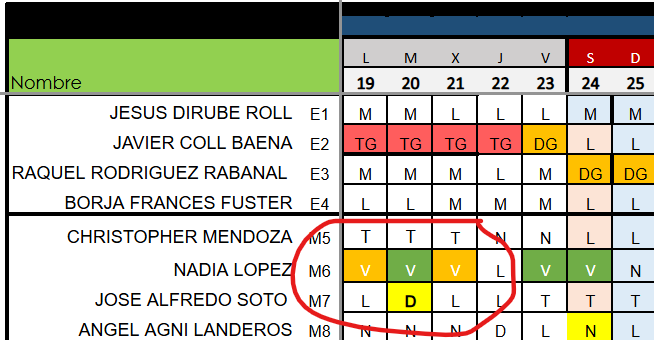 L M X J V S D
Nombre 19 20 21 22 23 24 25
JESUS DIRUBE ROLL E1 M M L L L M M
JAVIER COLL BAENA E2 TG TG TG TG DG L L
RAQUEL RODRIGUEZ RABANAL E3 M M M L M DG DG
BORJA FRANCES FUSTER E4 L L M M M L L
CHRISTOPHER MENDOZA M5 T T T N N L L
NADIA LOPEZ M6 V V V L V V N
JOSE ALFREDO SOTO M7 L D L L T T T
ANGEL AGNI LANDEROS M8 N N N D L N L